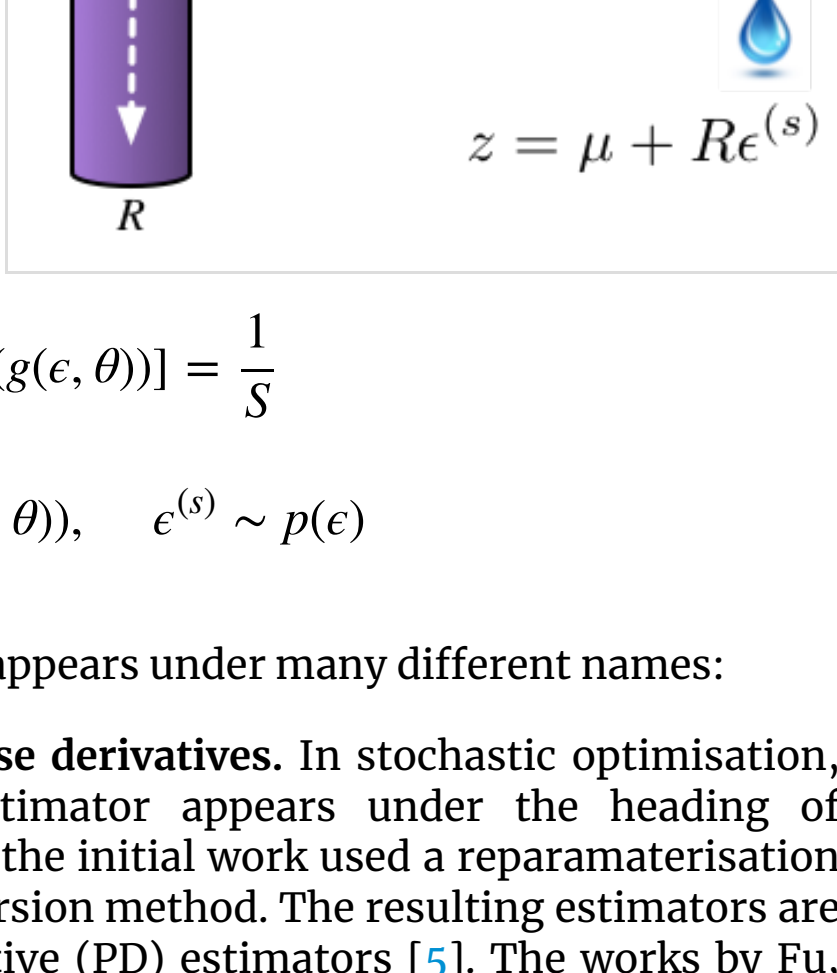 z = μ + Rϵ^(s)
R
(g(ϵ, θ))] = 1/S
θ)), ϵ^(s) ∼ p(ϵ)
appears under many different names:
se derivatives. In stochastic optimisation,
timator appears under the heading of
the initial work used a reparamaterisation
rsion method. The resulting estimators are
tive (PD) estimators [5]. The works by Fu